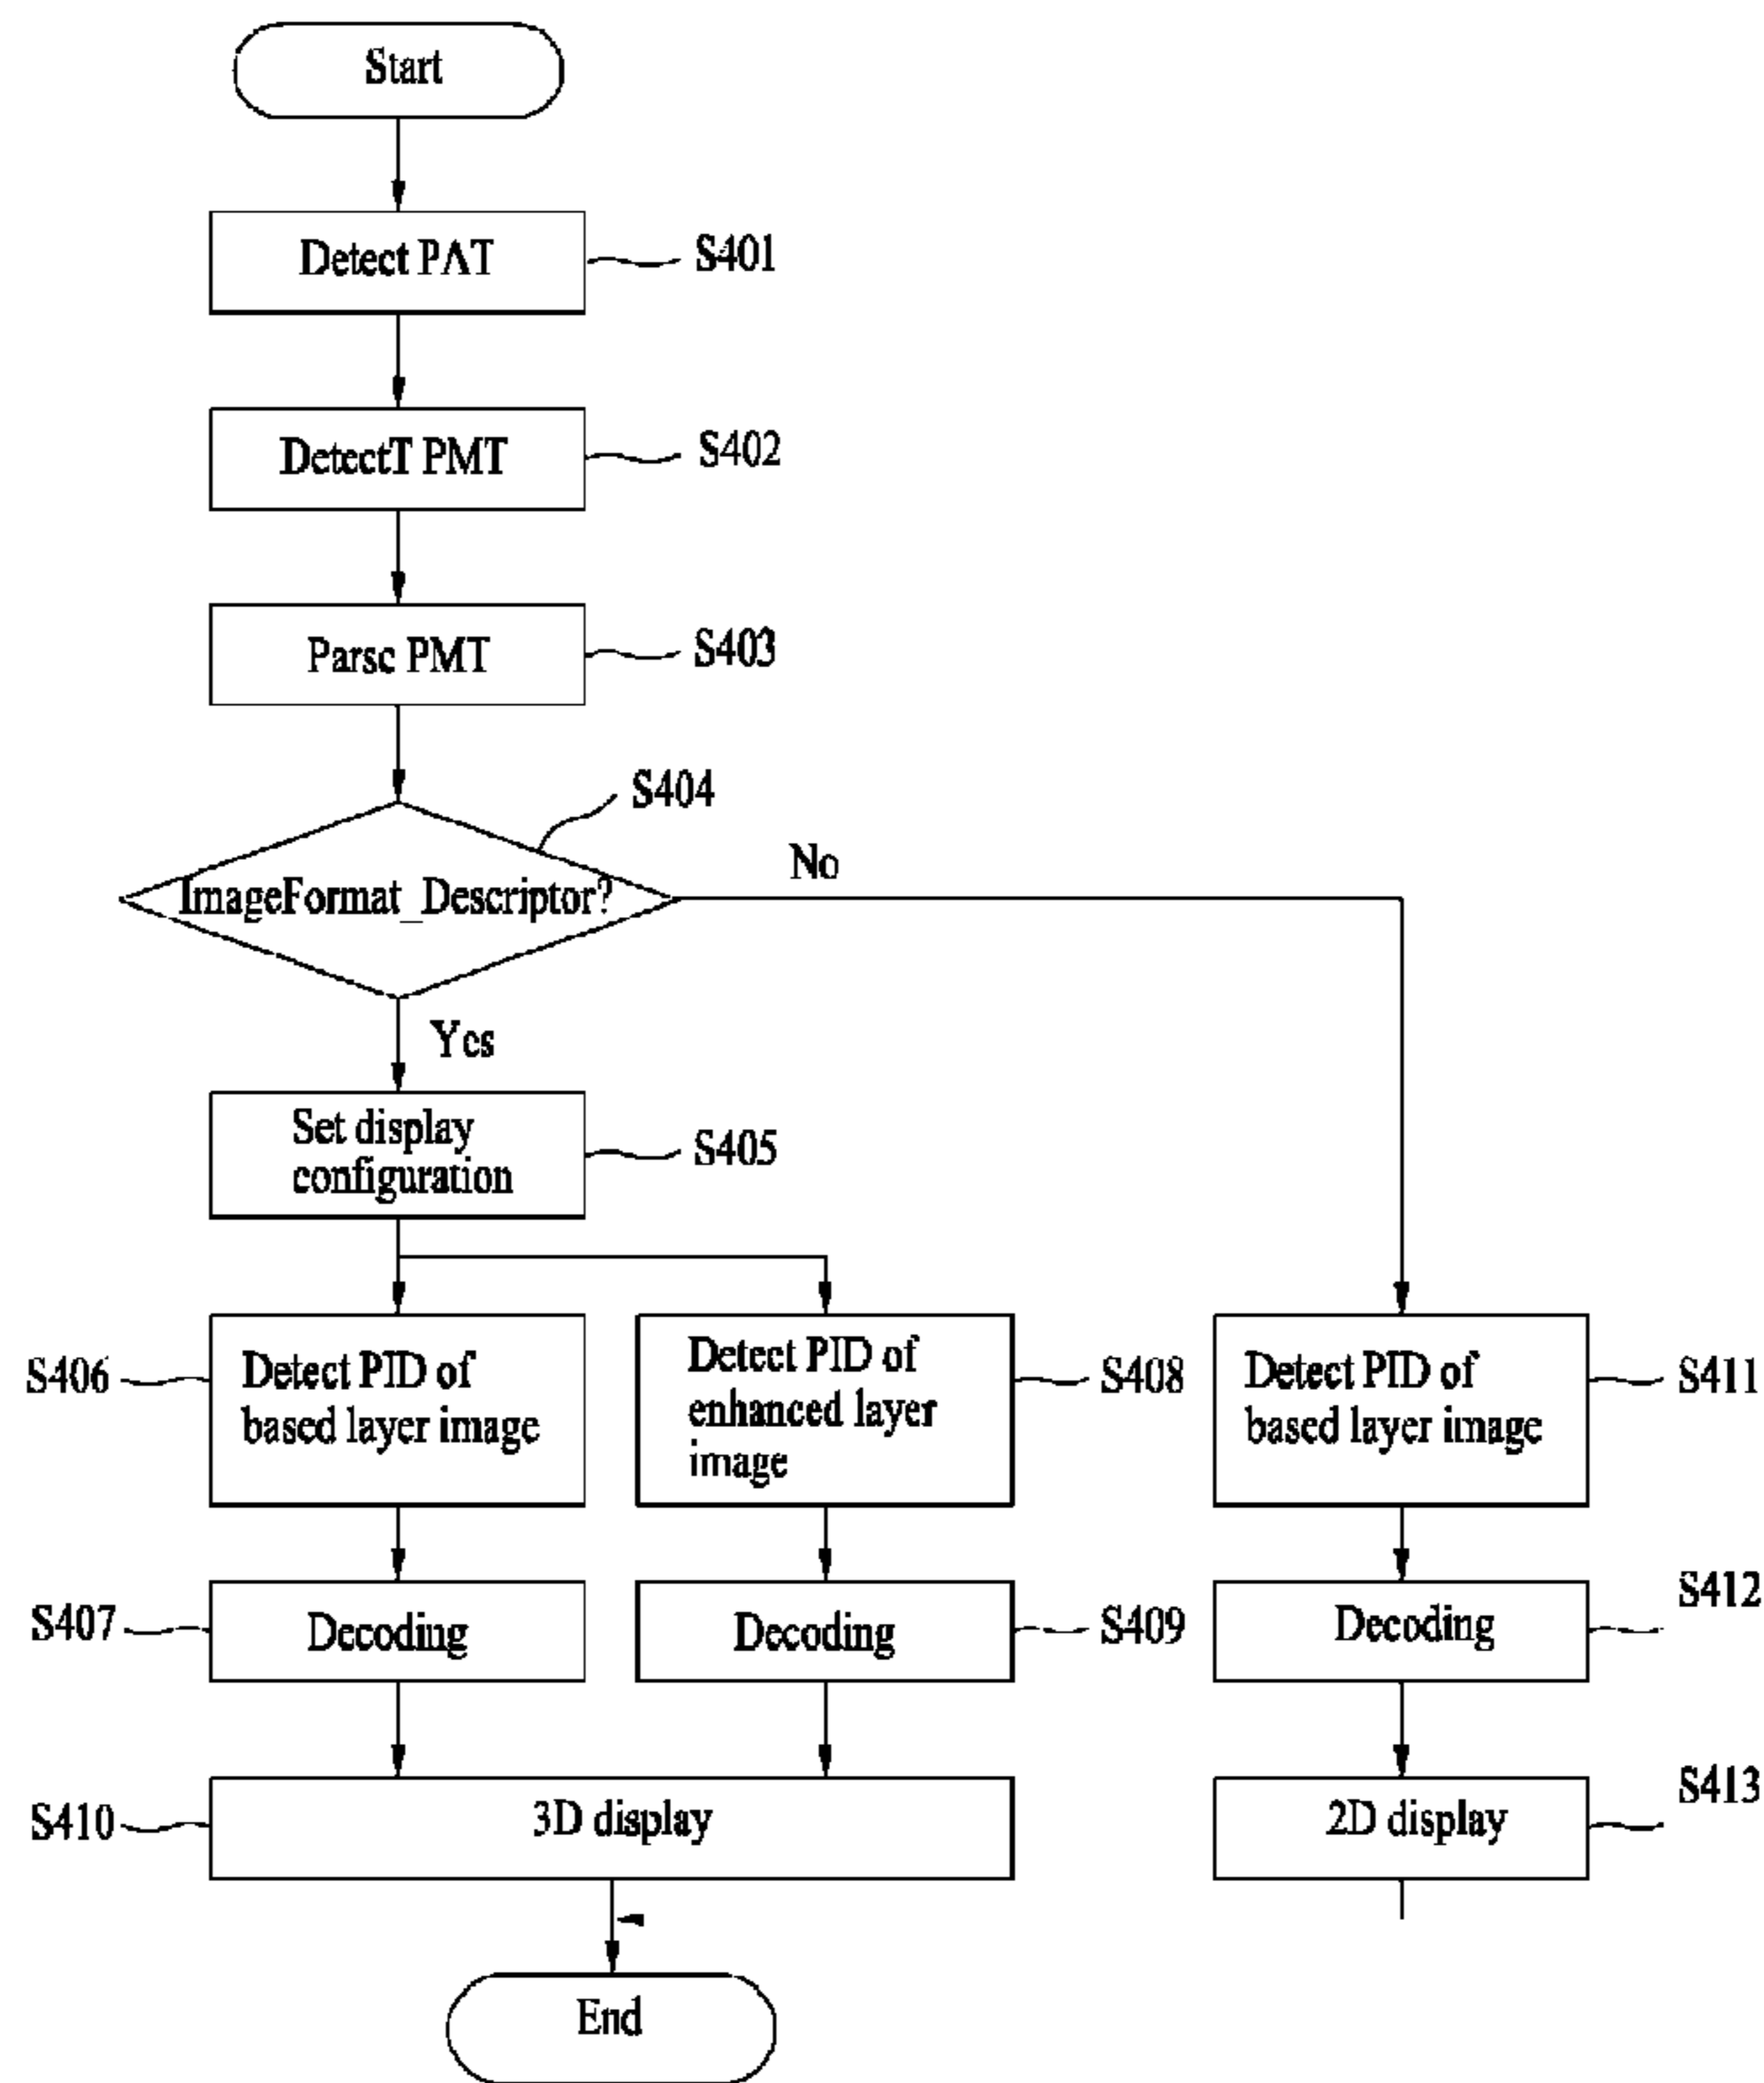 Start
Detect PAT
S401
DetectT PMT
S402
Parse PMT
S403
S404
ImageFormat_Descriptor?
No
Yes
Set display
configuration
S405
S406
Detect PID of
based layer image
Detect PID of
enhanced layer
image
S408
Detect PID of
based layer image
S411
S407
Decoding
Decoding
S409
Decoding
S412
S410
3D display
2D display
S413
End